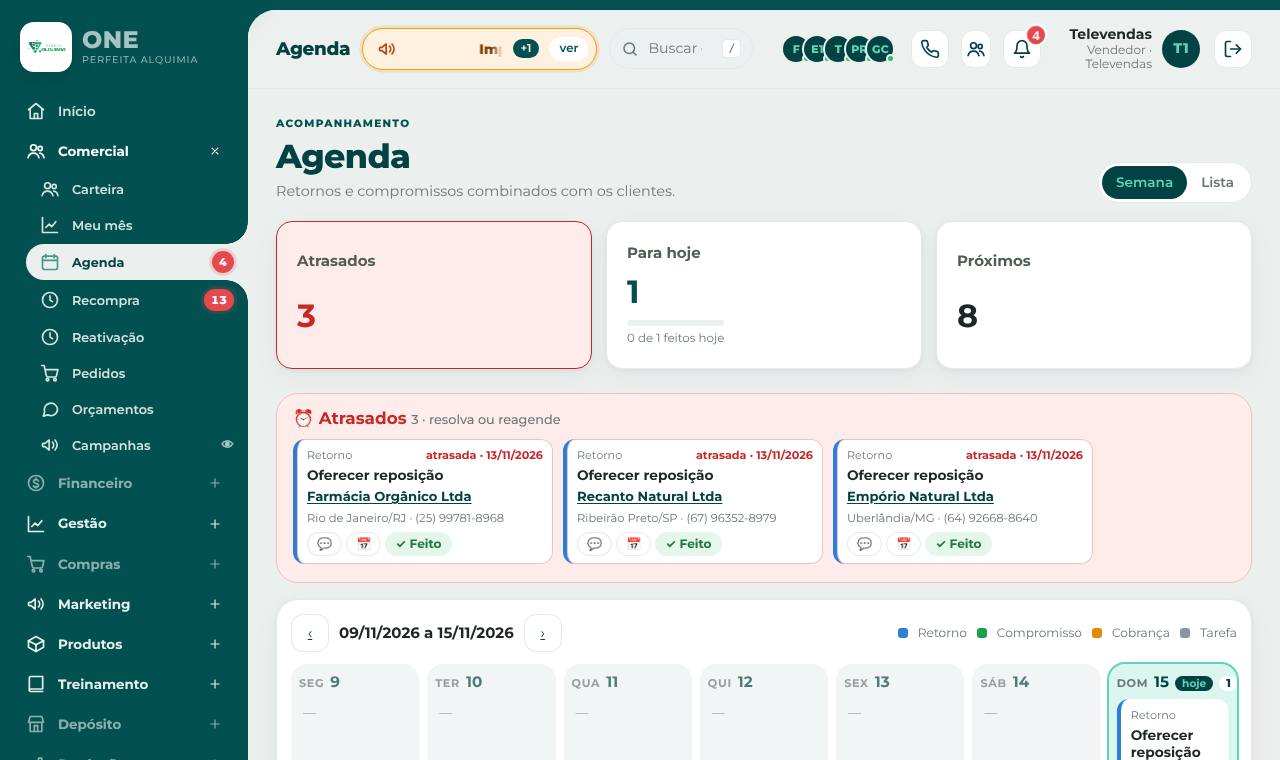 ONE
PERFEITA ALQUIMIA
Início
Comercial ×
Carteira
Meu mês
Agenda 4
Recompra 13
Reativação
Pedidos
Orçamentos
Campanhas
Financeiro +
Gestão +
Compras +
Marketing +
Produtos +
Treinamento +
Depósito +
Agenda
+1 ver
Buscar /
F T PR GC
4
Televendas
Vendedor ·
Televendas
T1
ACOMPANHAMENTO
Agenda
Retornos e compromissos combinados com os clientes.
Semana Lista
Atrasados
3
Para hoje
1
0 de 1 feitos hoje
Próximos
8
⏰ Atrasados 3 · resolva ou reagende
Retorno atrasada · 13/11/2026
Oferecer reposição
Farmácia Orgânico Ltda
Rio de Janeiro/RJ · (25) 99781-8968
💬 📅 ✓ Feito
Retorno atrasada · 13/11/2026
Oferecer reposição
Recanto Natural Ltda
Ribeirão Preto/SP · (67) 96352-8979
💬 📅 ✓ Feito
Retorno atrasada · 13/11/2026
Oferecer reposição
Empório Natural Ltda
Uberlândia/MG · (64) 92668-8640
💬 📅 ✓ Feito
‹ 09/11/2026 a 15/11/2026 ›
Retorno Compromisso Cobrança Tarefa
SEG 9
—
TER 10
—
QUA 11
—
QUI 12
—
SEX 13
—
SÁB 14
—
DOM 15 hoje 1
Retorno
Oferecer
reposição